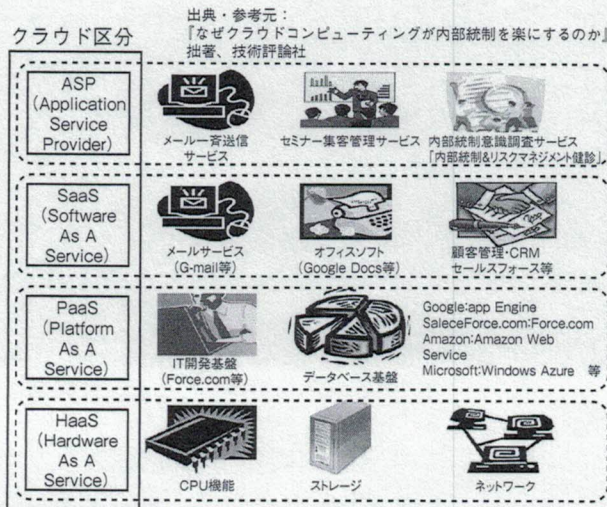 出典・参考元：
『なぜクラウドコンピューティングが内部統制を楽にするのか』
拙著、技術評論社
クラウド区分
ASP
(Application
Service
Provider)
メール一斉送信
サービス
セミナー集客管理サービス
内部統制意識調査サービス
「内部統制&リスクマネジメント健診」
SaaS
(Software
As A
Service)
メールサービス
(G-mail等)
オフィスソフト
(Google Docs等)
顧客管理・CRM
セールスフォース等
PaaS
(Platform
As A
Service)
IT開発基盤
(Force.com等)
データベース基盤
Google:app Engine
SaleceForce.com:Force.com
Amazon:Amazon Web
Service
Microsoft:Windows Azure 等
HaaS
(Hardware
As A
Service)
CPU機能
ストレージ
ネットワーク